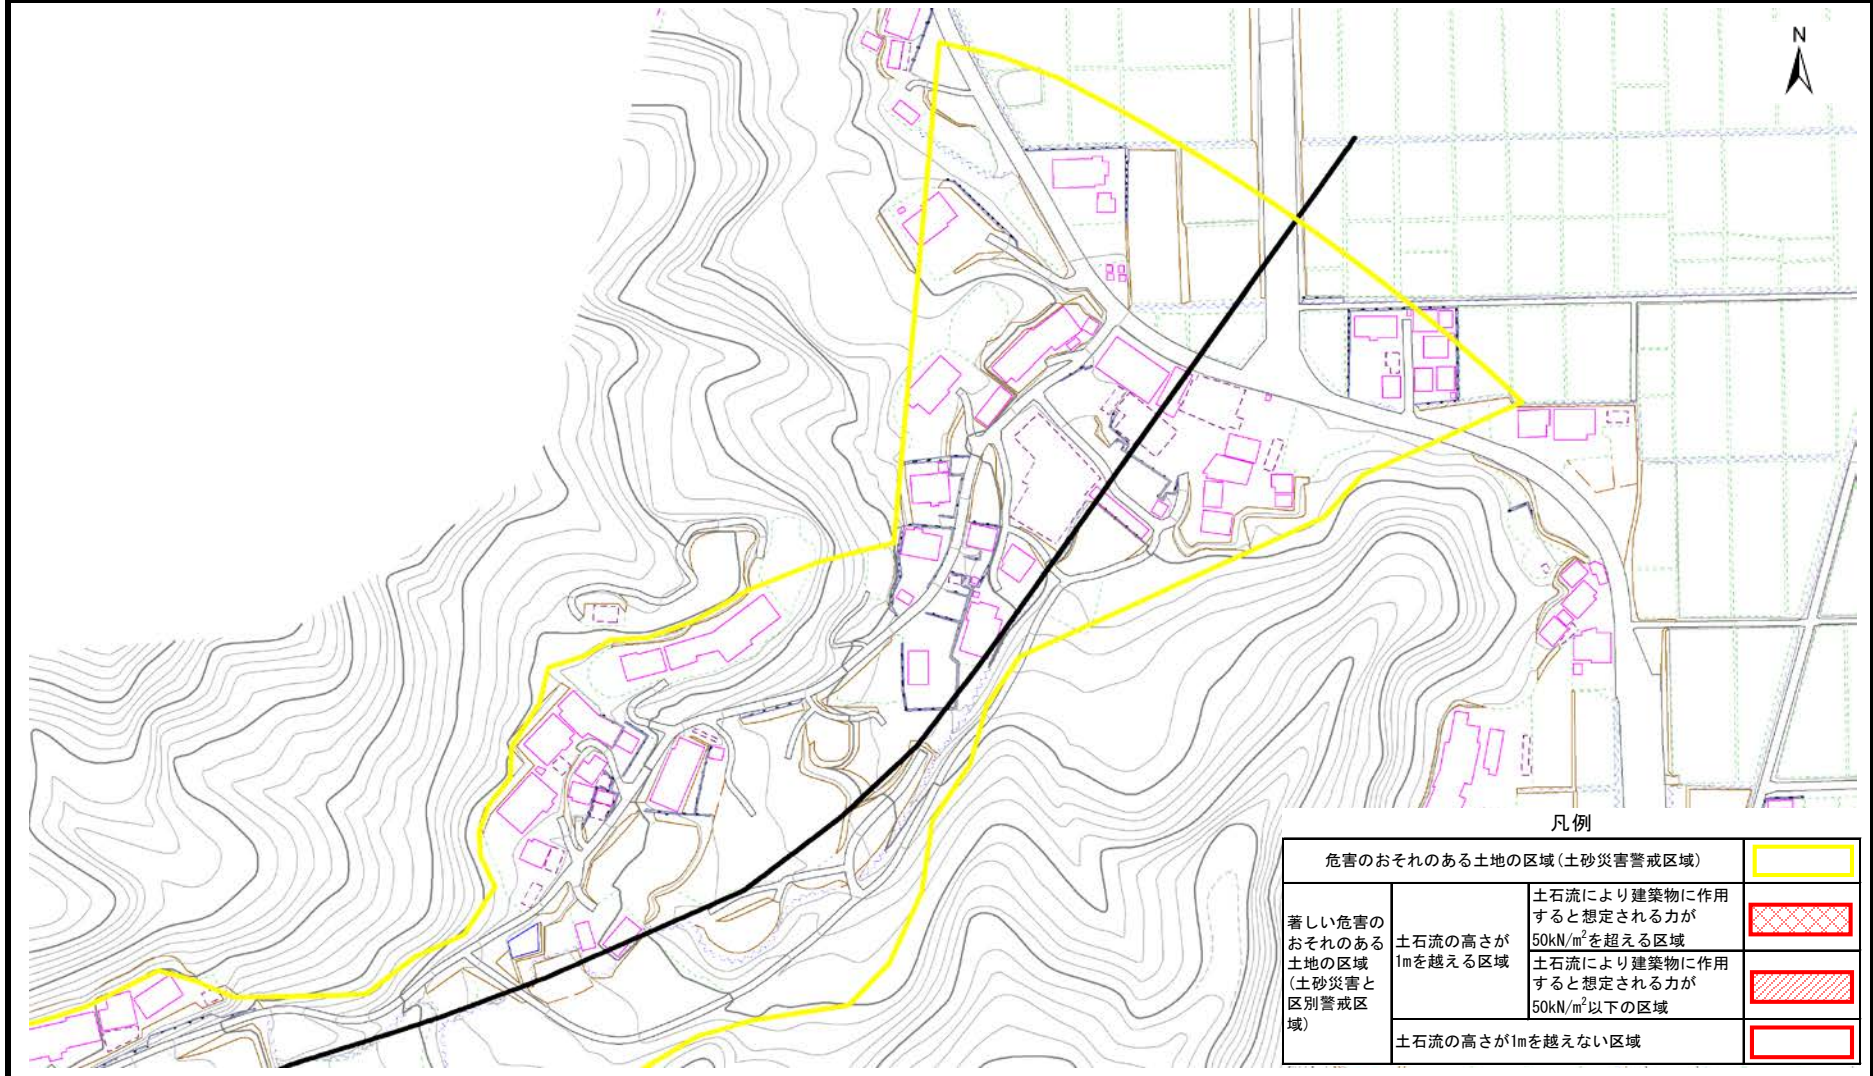 N
凡例
危害のおそれのある土地の区域(土砂災害警戒区域)
著しい危害の
おそれのある
土地の区域
(土砂災害と
区別警戒区
域)
土石流の高さが
1mを越える区域
土石流により建築物に作用
すると想定される力が
50kN/m²を超える区域
土石流により建築物に作用
すると想定される力が
50kN/m²以下の区域
土石流の高さが1mを越えない区域